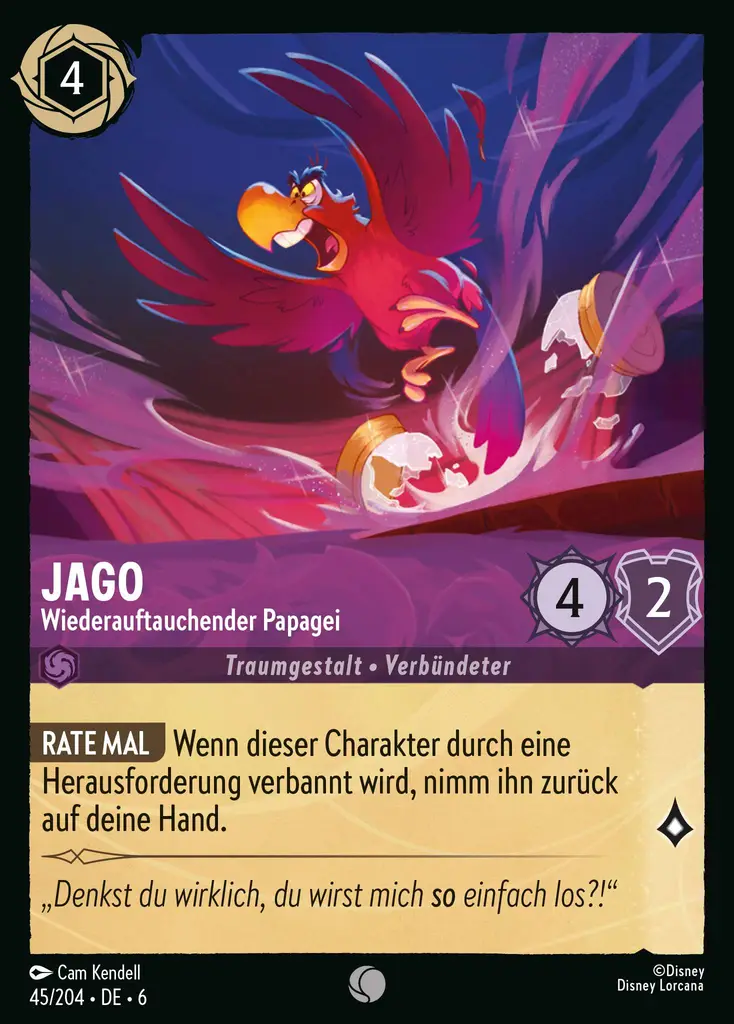 4
JAGO
Wiederauftauchender Papagei
4
2
Traumgestalt • Verbündeter
RATE MAL Wenn dieser Charakter durch eine
Herausforderung verbannt wird, nimm ihn zurück
auf deine Hand.
„Denkst du wirklich, du wirst mich so einfach los?!“
Cam Kendell
45/204 • DE • 6
©Disney
Disney Lorcana